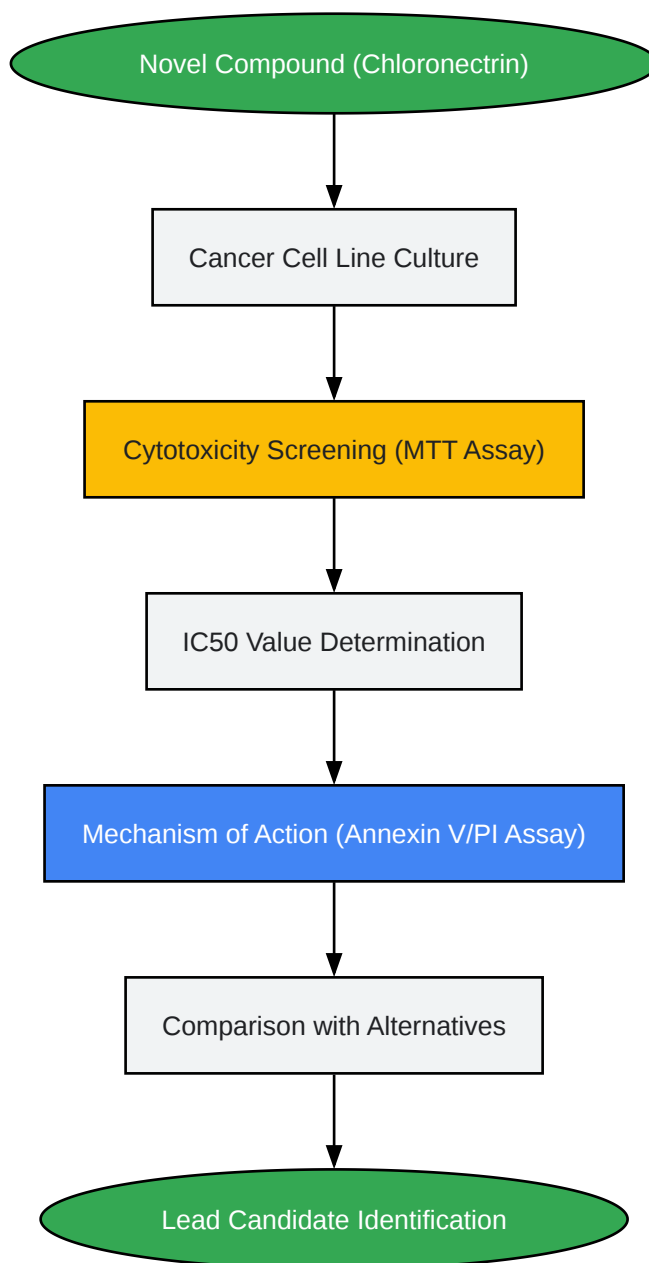 Novel Compound (Chloronectrin)
Cancer Cell Line Culture
Cytotoxicity Screening (MTT Assay)
IC50 Value Determination
Mechanism of Action (Annexin V/PI Assay)
Comparison with Alternatives
Lead Candidate Identification